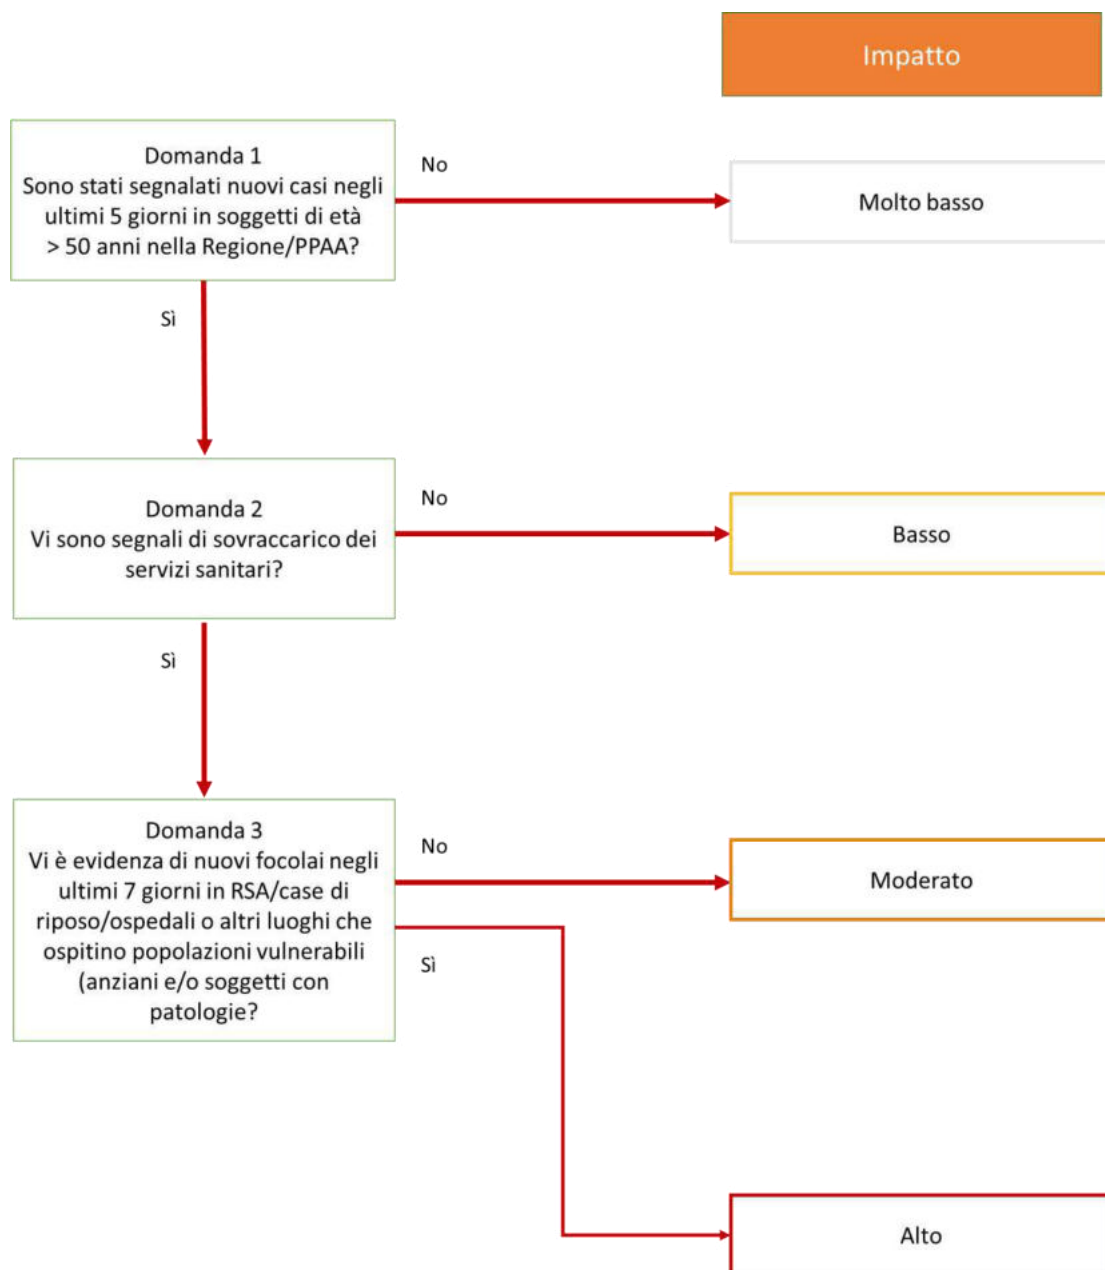 Impatto
Domanda 1
Sono stati segnalati nuovi casi negli
ultimi 5 giorni in soggetti di età
> 50 anni nella Regione/PPAA?
No
Molto basso
Sì
Domanda 2
Vi sono segnali di sovraccarico dei
servizi sanitari?
No
Basso
Sì
Domanda 3
Vi è evidenza di nuovi focolai negli
ultimi 7 giorni in RSA/case di
riposo/ospedali o altri luoghi che
ospitino popolazioni vulnerabili
(anziani e/o soggetti con
patologie?
No
Moderato
Sì
Alto